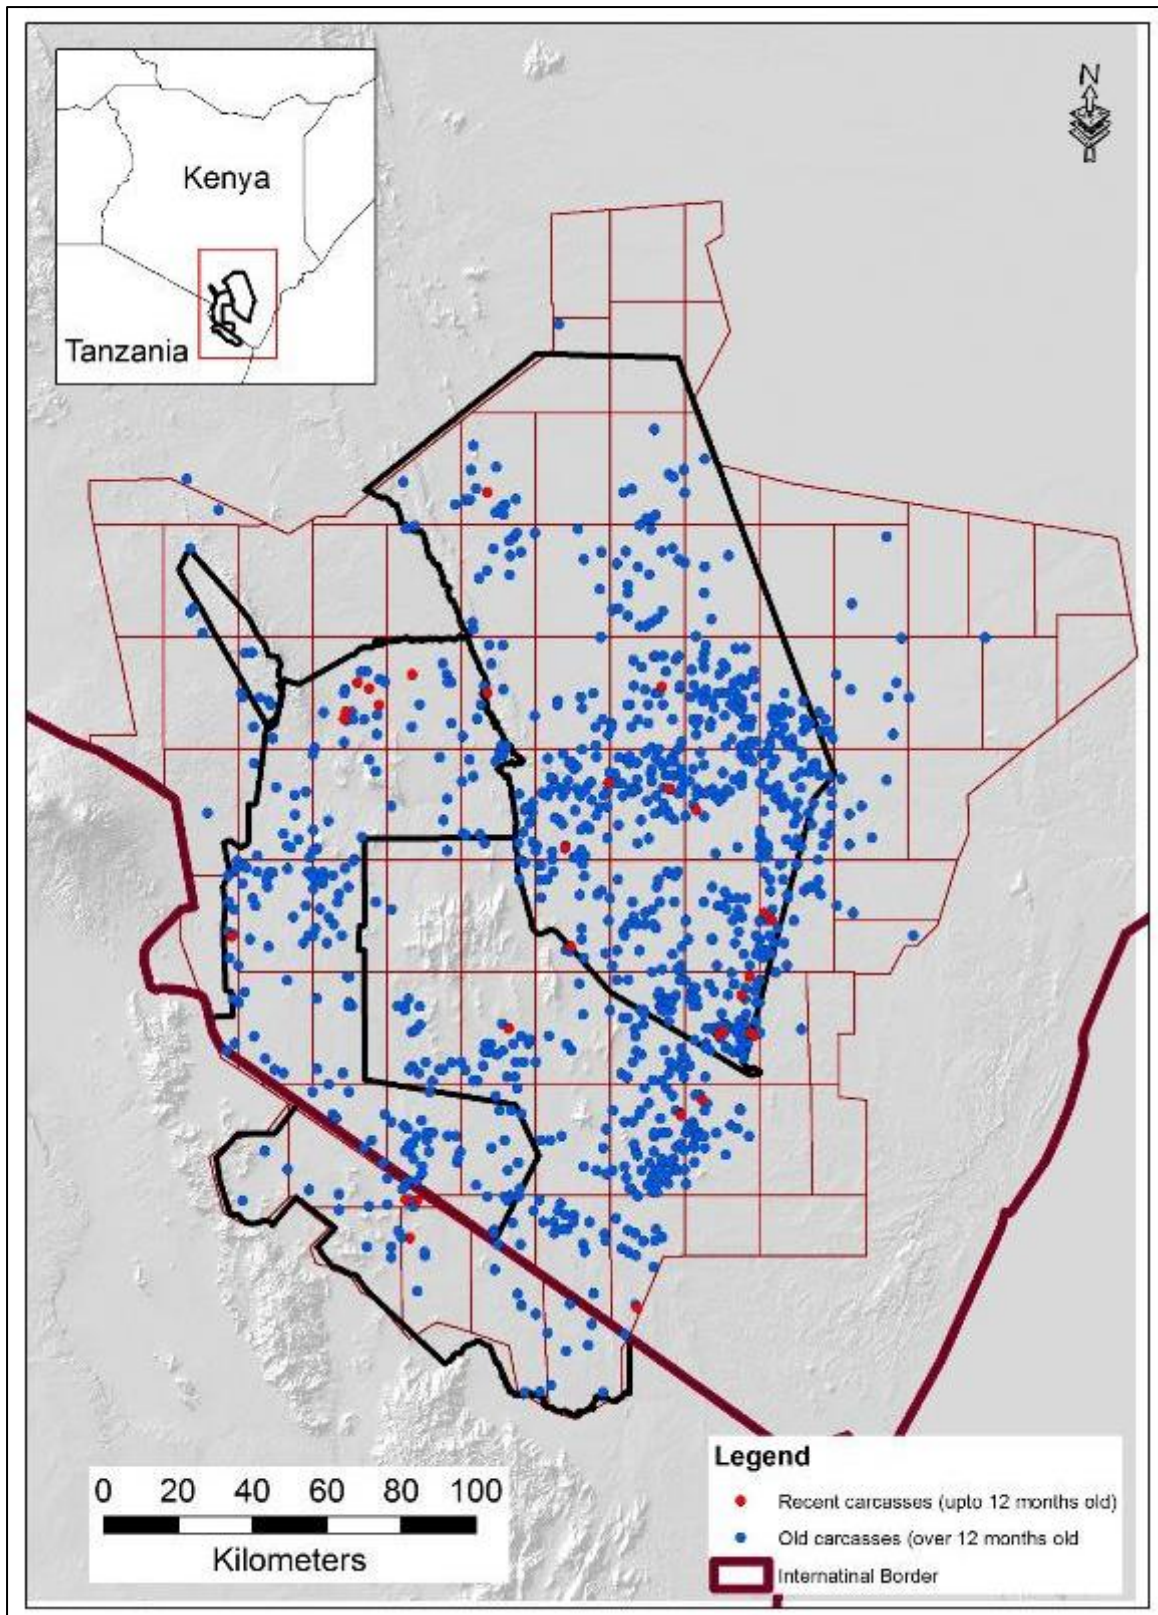 N
Kenya
Tanzania
0 20 40 60 80 100
Kilometers
Legend
Recent carcasses (upto 12 months old)
Old carcasses (over 12 months old
Internatinal Border